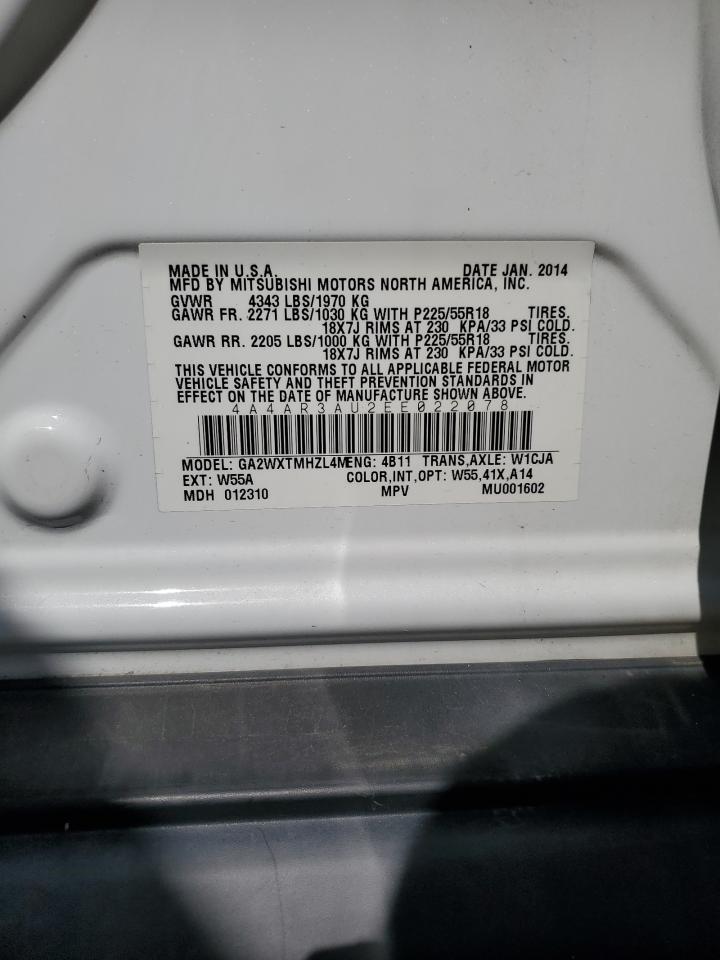 MADE IN U.S.A. DATE JAN. 2014
MFD BY MITSUBISHI MOTORS NORTH AMERICA, INC.
GVWR 4343 LBS/1970 KG
GAWR FR. 2271 LBS/1030 KG WITH P225/55R18 TIRES.
18X7J RIMS AT 230 KPA/33 PSI COLD.
GAWR RR. 2205 LBS/1000 KG WITH P225/55R18 TIRES.
18X7J RIMS AT 230 KPA/33 PSI COLD.
THIS VEHICLE CONFORMS TO ALL APPLICABLE FEDERAL MOTOR
VEHICLE SAFETY AND THEFT PREVENTION STANDARDS IN
EFFECT ON THE DATE OF MANUFACTURE SHOWN ABOVE.
4A4AR3AU2EE022078
MODEL: GA2WXTMHZL4M ENG: 4B11 TRANS,AXLE: W1CJA
EXT: W55A COLOR,INT,OPT: W55,41X,A14
MDH 012310 MPV MU001602